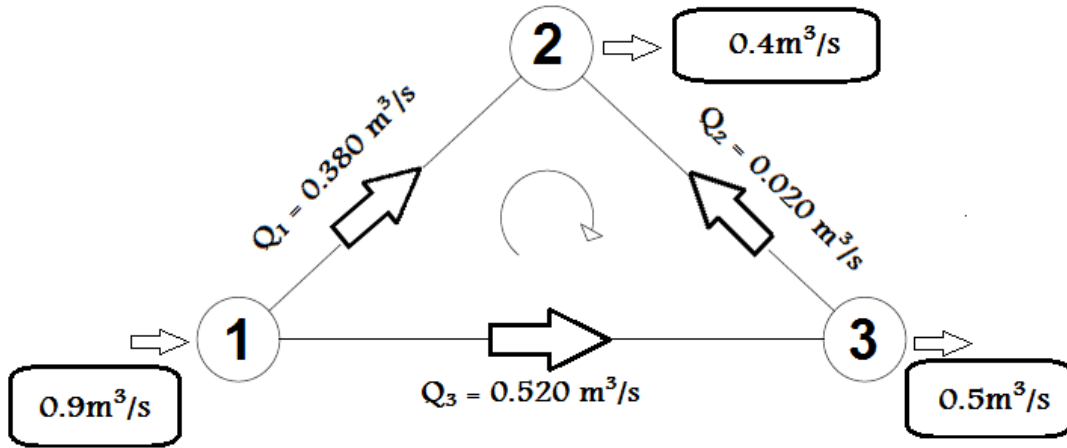 2
0.4m³/s
Q₁ = 0.380 m³/s
Q₂ = 0.020 m³/s
1
3
0.9m³/s
Q₃ = 0.520 m³/s
0.5m³/s